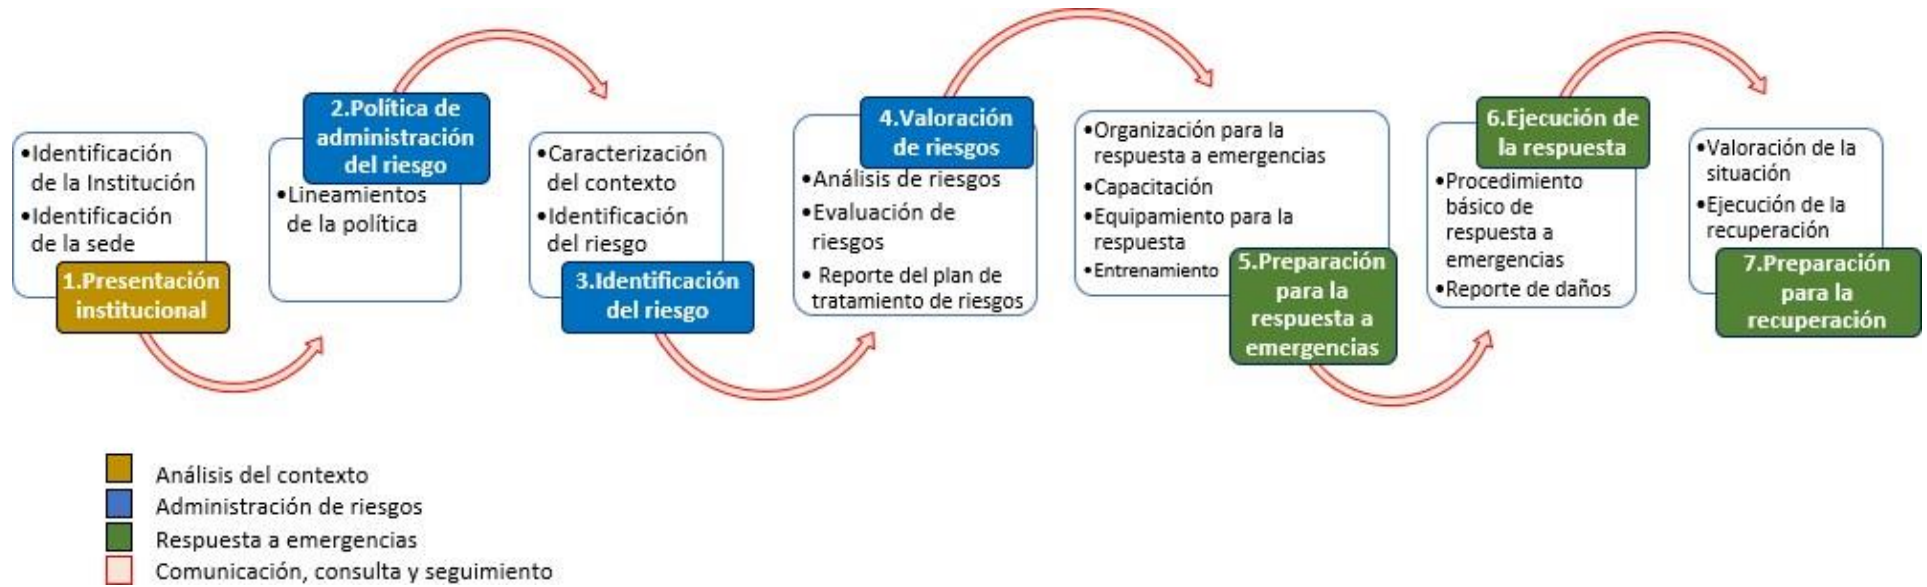 •Identificación
de la Institución
•Identificación
de la sede
1.Presentación
institucional
2.Política de
administración
del riesgo
•Lineamientos
de la política
•Caracterización
del contexto
•Identificación
del riesgo
3.Identificación
del riesgo
4.Valoración
de riesgos
•Análisis de riesgos
•Evaluación de
riesgos
• Reporte del plan de
tratamiento de riesgos
•Organización para la
respuesta a emergencias
•Capacitación
•Equipamiento para la
respuesta
•Entrenamiento
5.Preparación
para la
respuesta a
emergencias
6.Ejecución de
la respuesta
•Procedimiento
básico de
respuesta a
emergencias
•Reporte de daños
•Valoración de la
situación
•Ejecución de la
recuperación
7.Preparación
para la
recuperación
Análisis del contexto
Administración de riesgos
Respuesta a emergencias
Comunicación, consulta y seguimiento